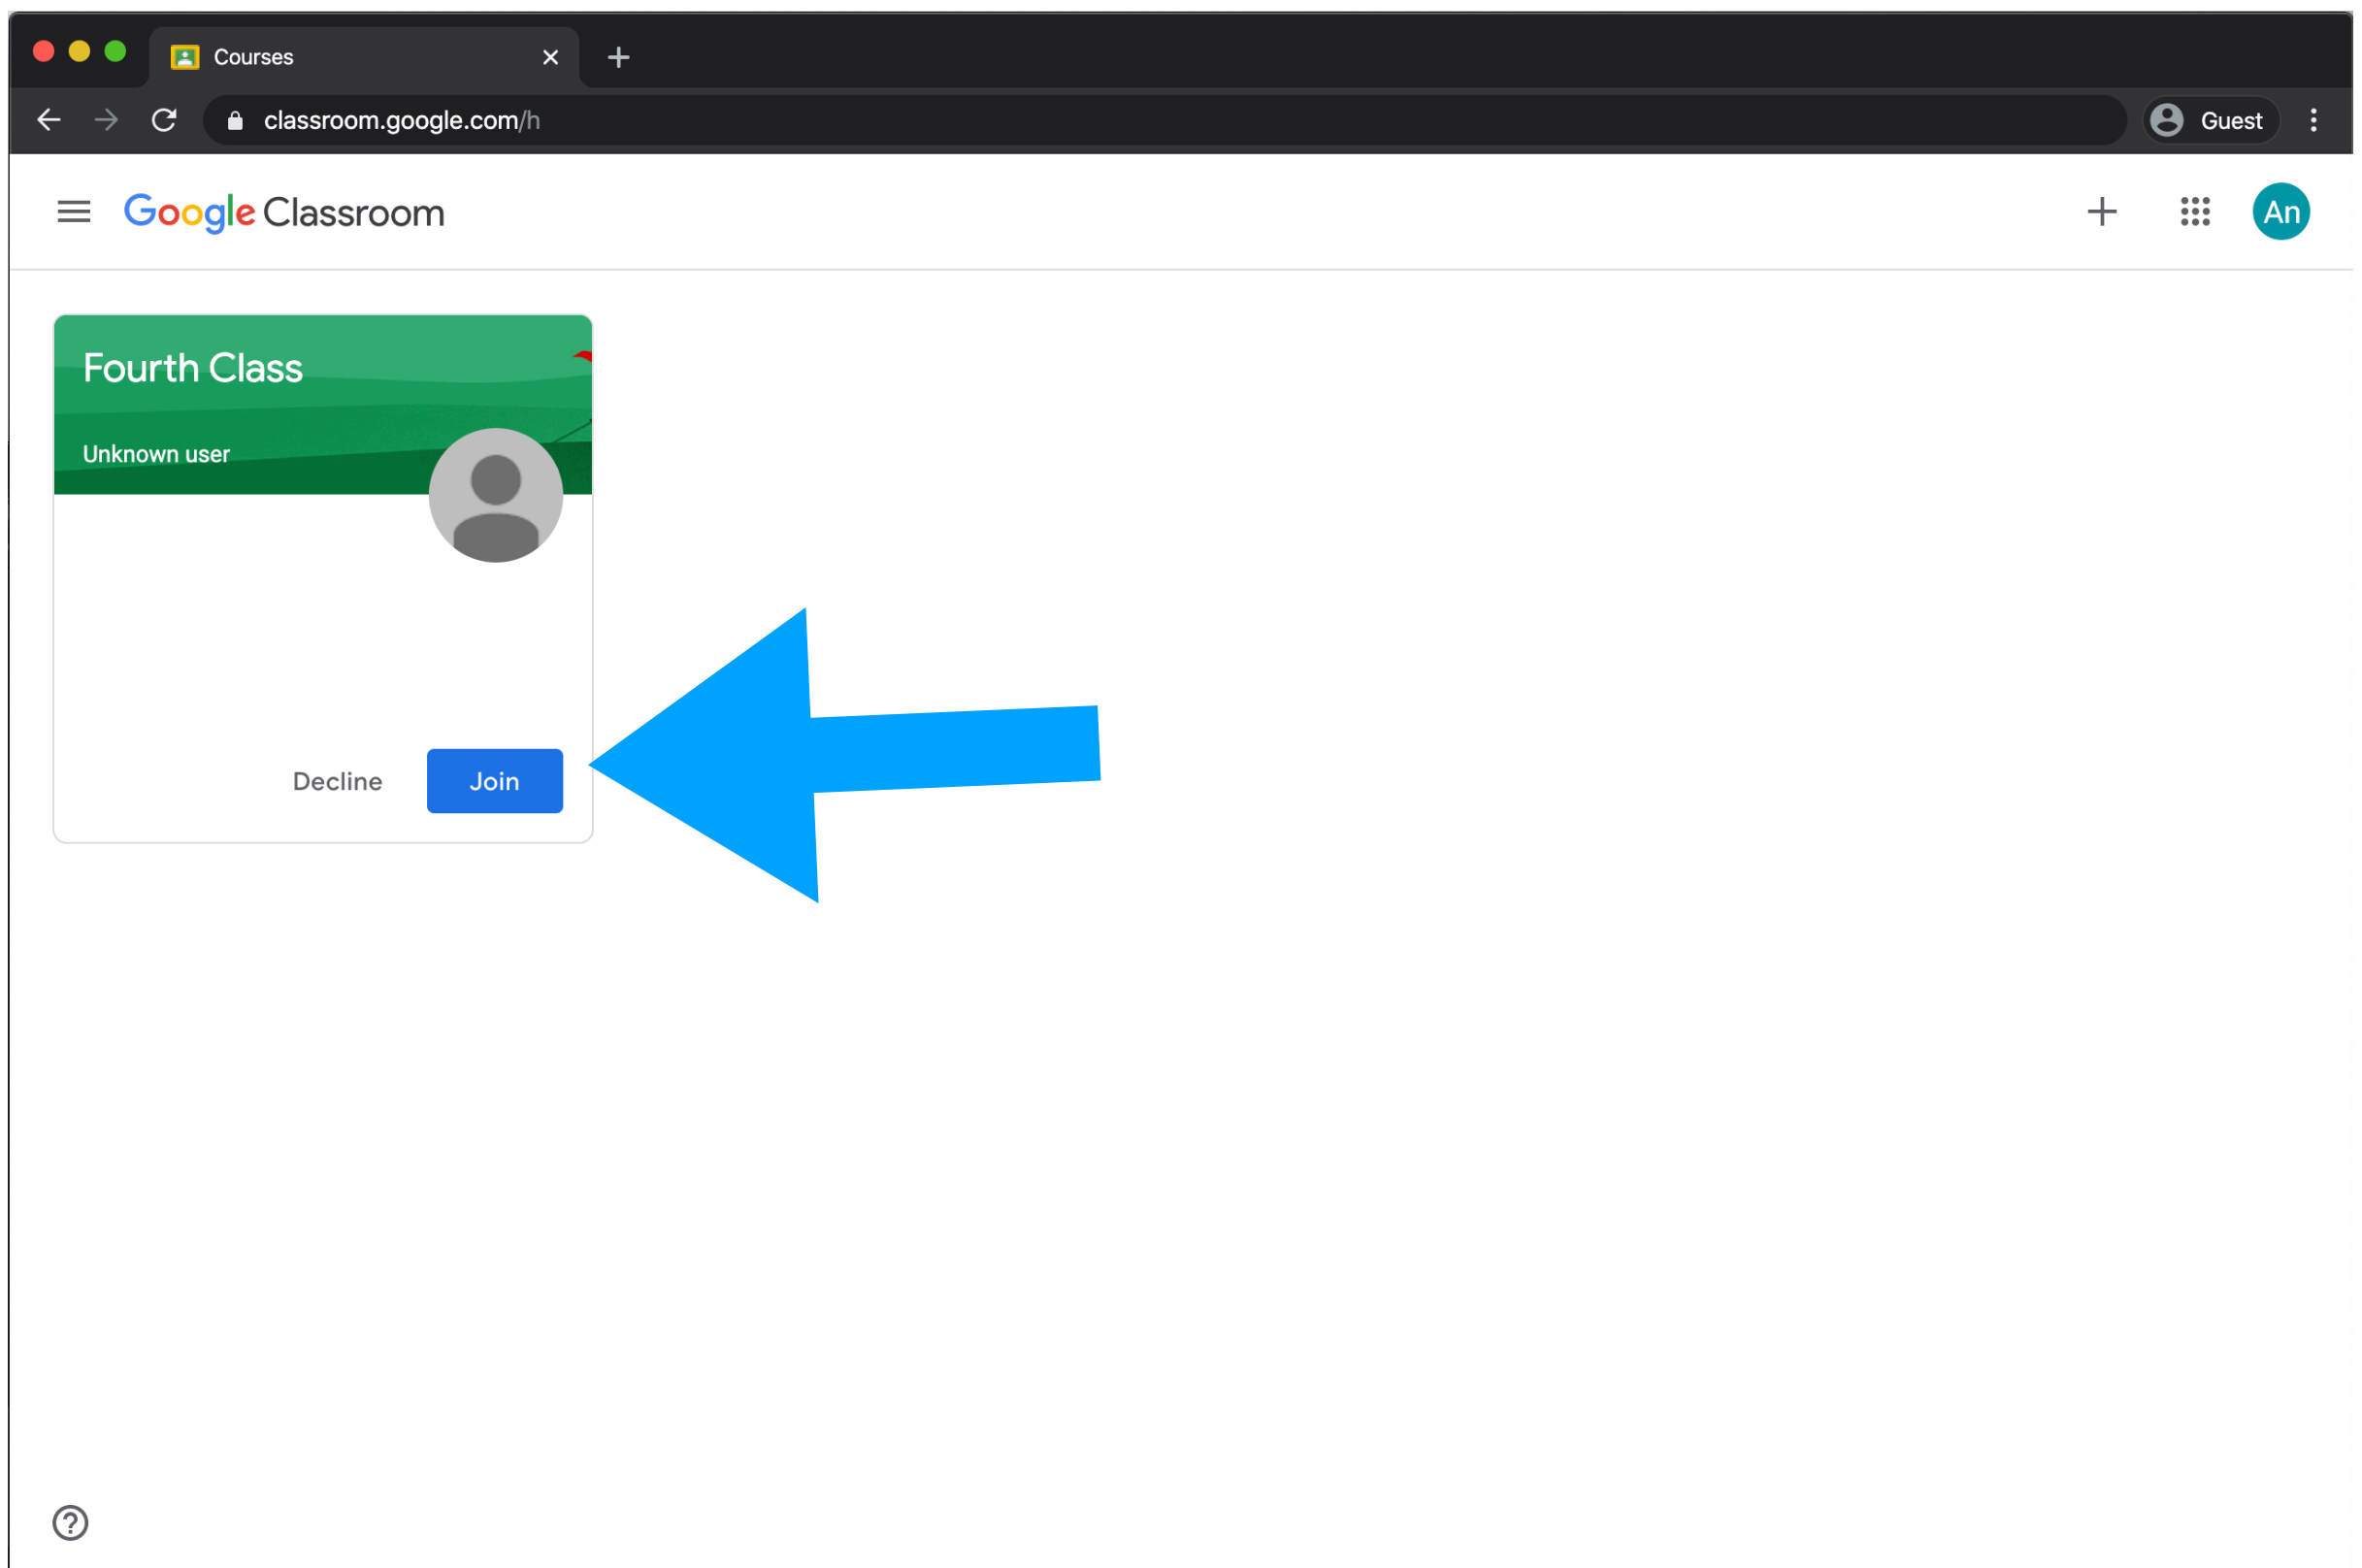 Courses
classroom.google.com/h
Guest
Google Classroom
An
Fourth Class
Unknown user
Decline
Join